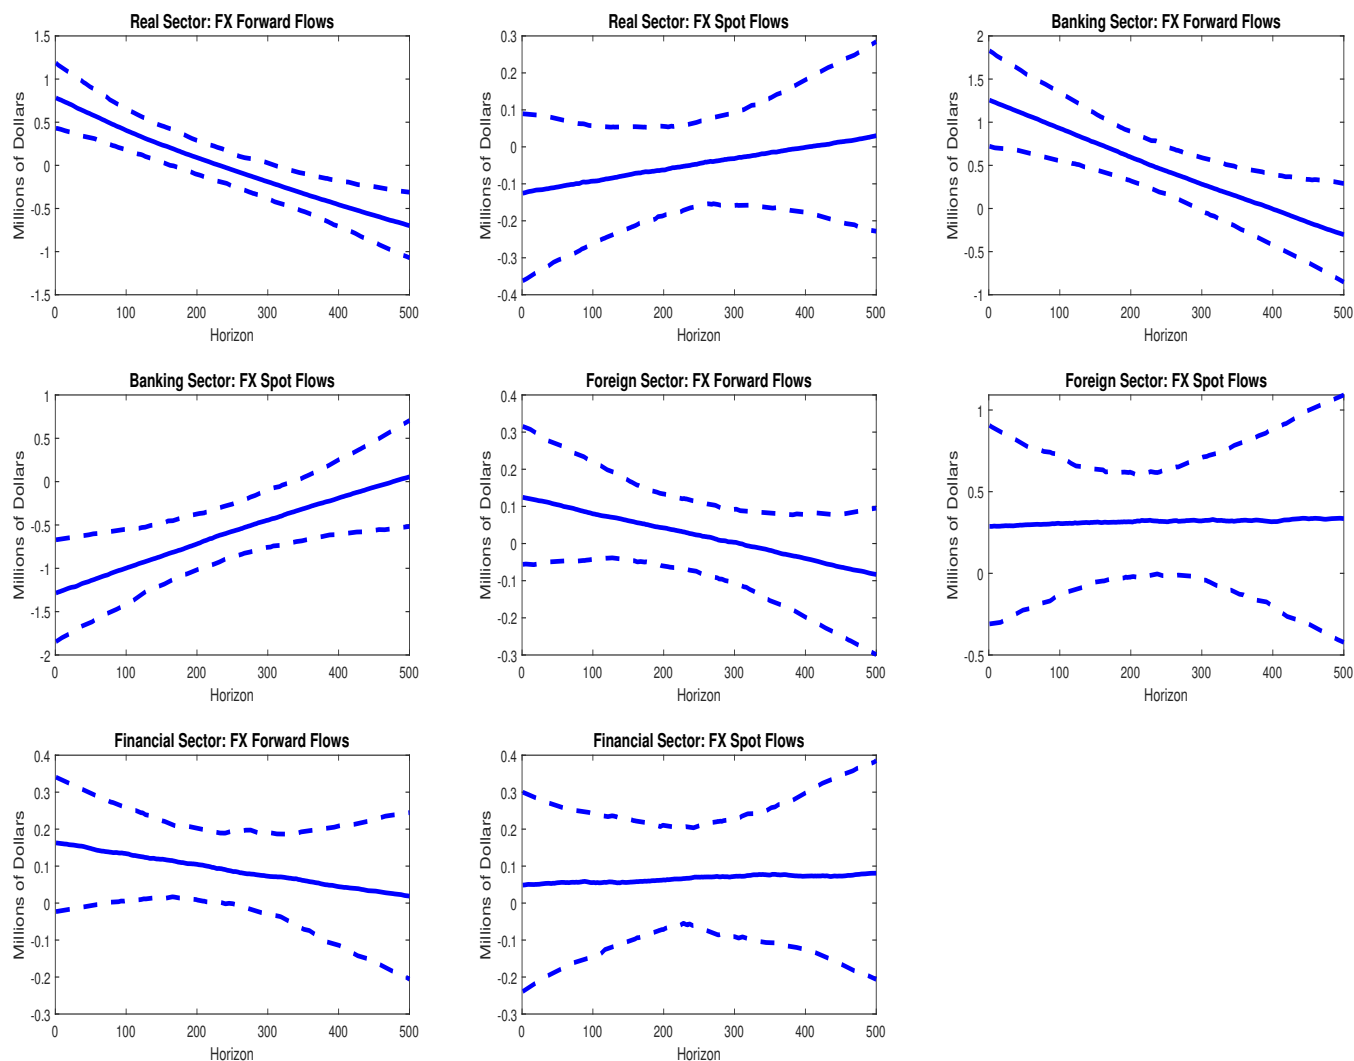 Real Sector: FX Forward Flows
Millions of Dollars
1.5
1
0.5
0
-0.5
-1
-1.5
0 100 200 300 400 500
Horizon
Real Sector: FX Spot Flows
Millions of Dollars
0.3
0.2
0.1
0
-0.1
-0.2
-0.3
-0.4
0 100 200 300 400 500
Horizon
Banking Sector: FX Forward Flows
Millions of Dollars
2
1.5
1
0.5
0
-0.5
-1
0 100 200 300 400 500
Horizon
Banking Sector: FX Spot Flows
Millions of Dollars
1
0.5
0
-0.5
-1
-1.5
-2
0 100 200 300 400 500
Horizon
Foreign Sector: FX Forward Flows
Millions of Dollars
0.4
0.3
0.2
0.1
0
-0.1
-0.2
-0.3
0 100 200 300 400 500
Horizon
Foreign Sector: FX Spot Flows
Millions of Dollars
1
0.5
0
-0.5
0 100 200 300 400 500
Horizon
Financial Sector: FX Forward Flows
Millions of Dollars
0.4
0.3
0.2
0.1
0
-0.1
-0.2
-0.3
0 100 200 300 400 500
Horizon
Financial Sector: FX Spot Flows
Millions of Dollars
0.4
0.3
0.2
0.1
0
-0.1
-0.2
-0.3
0 100 200 300 400 500
Horizon